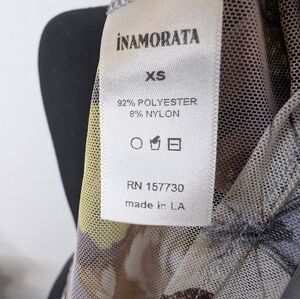 iNAMORATA
XS
92% POLYESTER
8% NYLON
RN 157730
made in LA